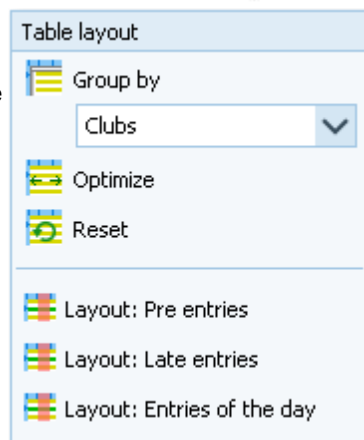 Table layout
Group by
Clubs
Optimize
Reset
Layout: Pre entries
Layout: Late entries
Layout: Entries of the day